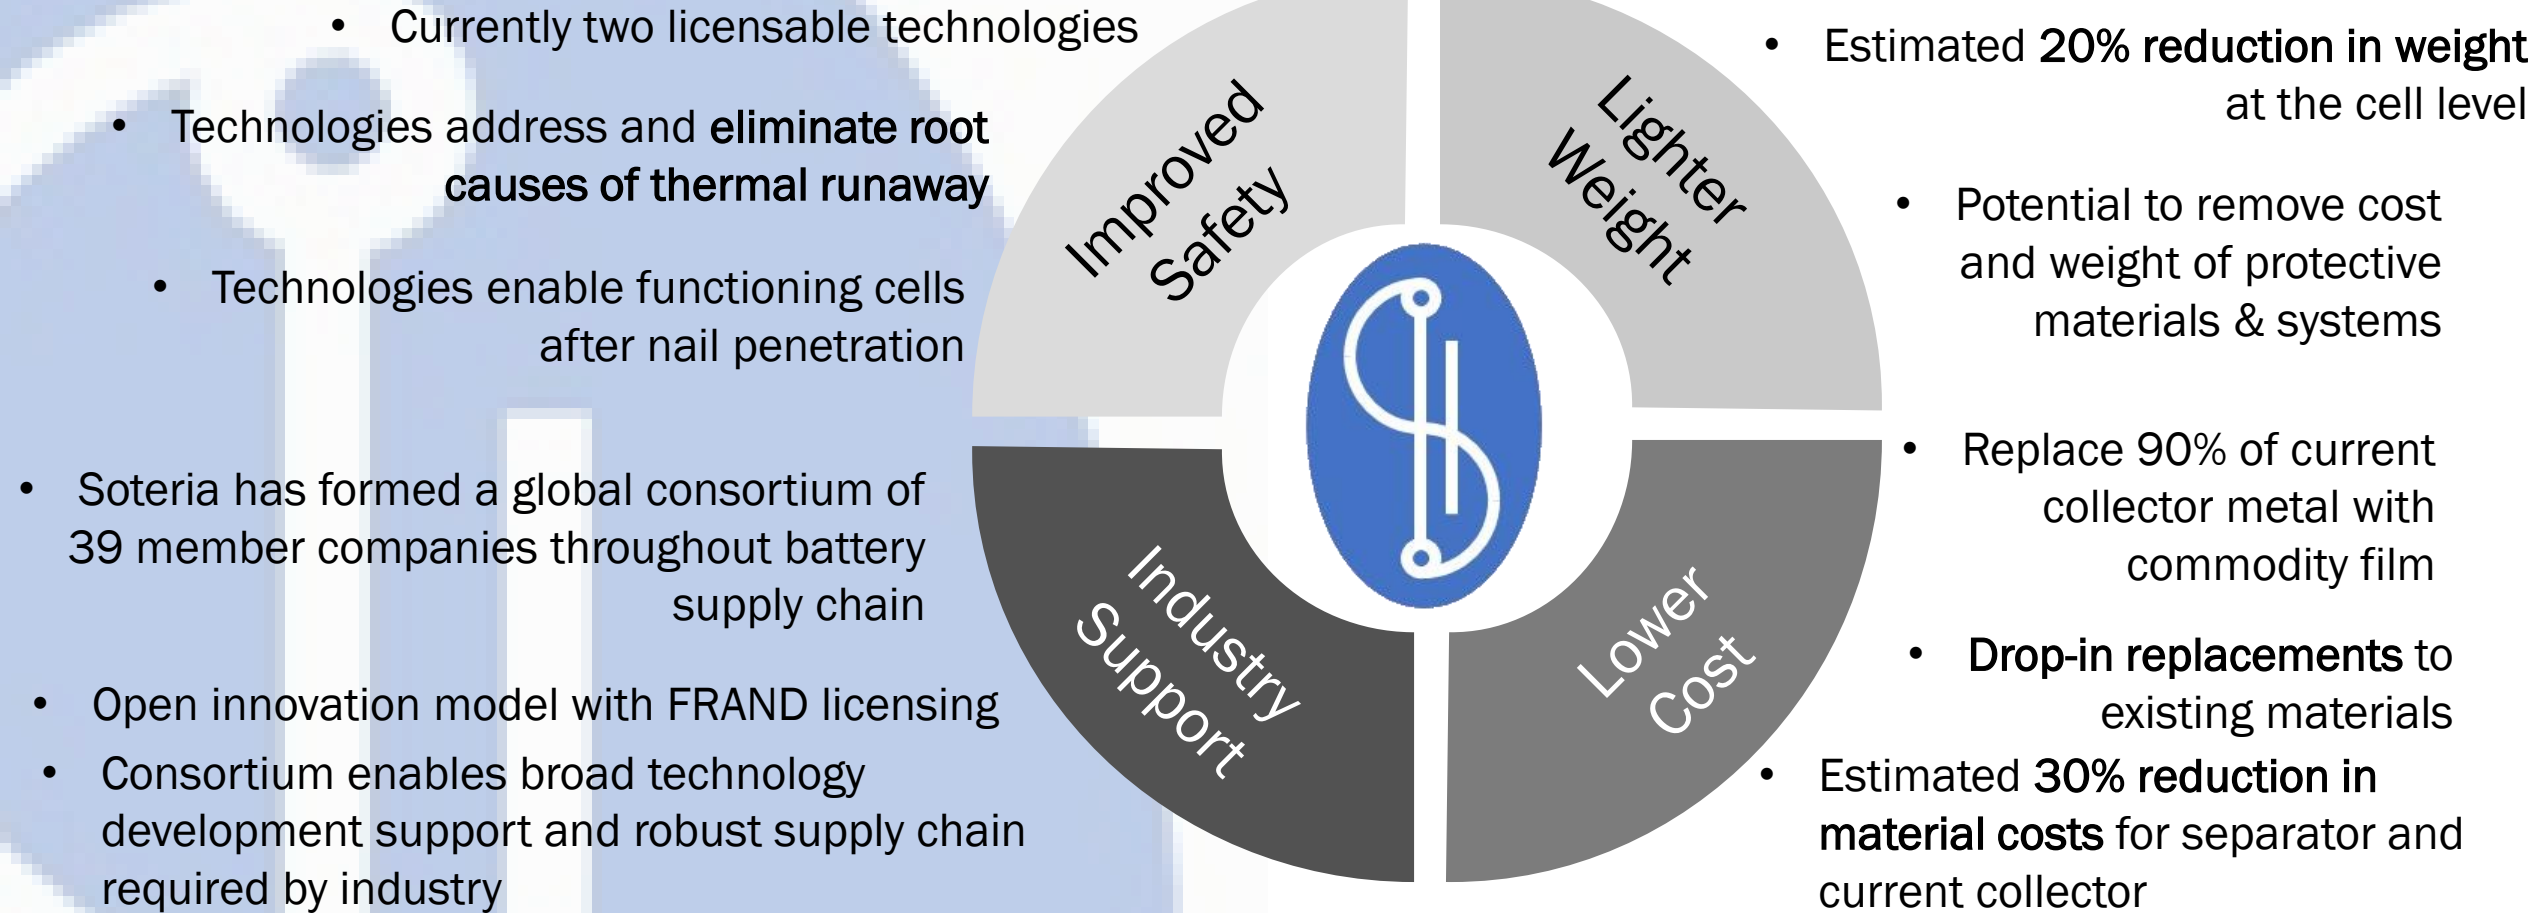 • Currently two licensable technologies
• Technologies address and eliminate root
causes of thermal runaway
• Technologies enable functioning cells
after nail penetration
Improved
Safety
Lighter
Weight
• Estimated 20% reduction in weight
at the cell level
• Potential to remove cost
and weight of protective
materials & systems
• Soteria has formed a global consortium of
39 member companies throughout battery
supply chain
• Open innovation model with FRAND licensing
• Consortium enables broad technology
development support and robust supply chain
required by industry
Industry
Support
Lower
Cost
• Replace 90% of current
collector metal with
commodity film
• Drop-in replacements to
existing materials
• Estimated 30% reduction in
material costs for separator and
current collector